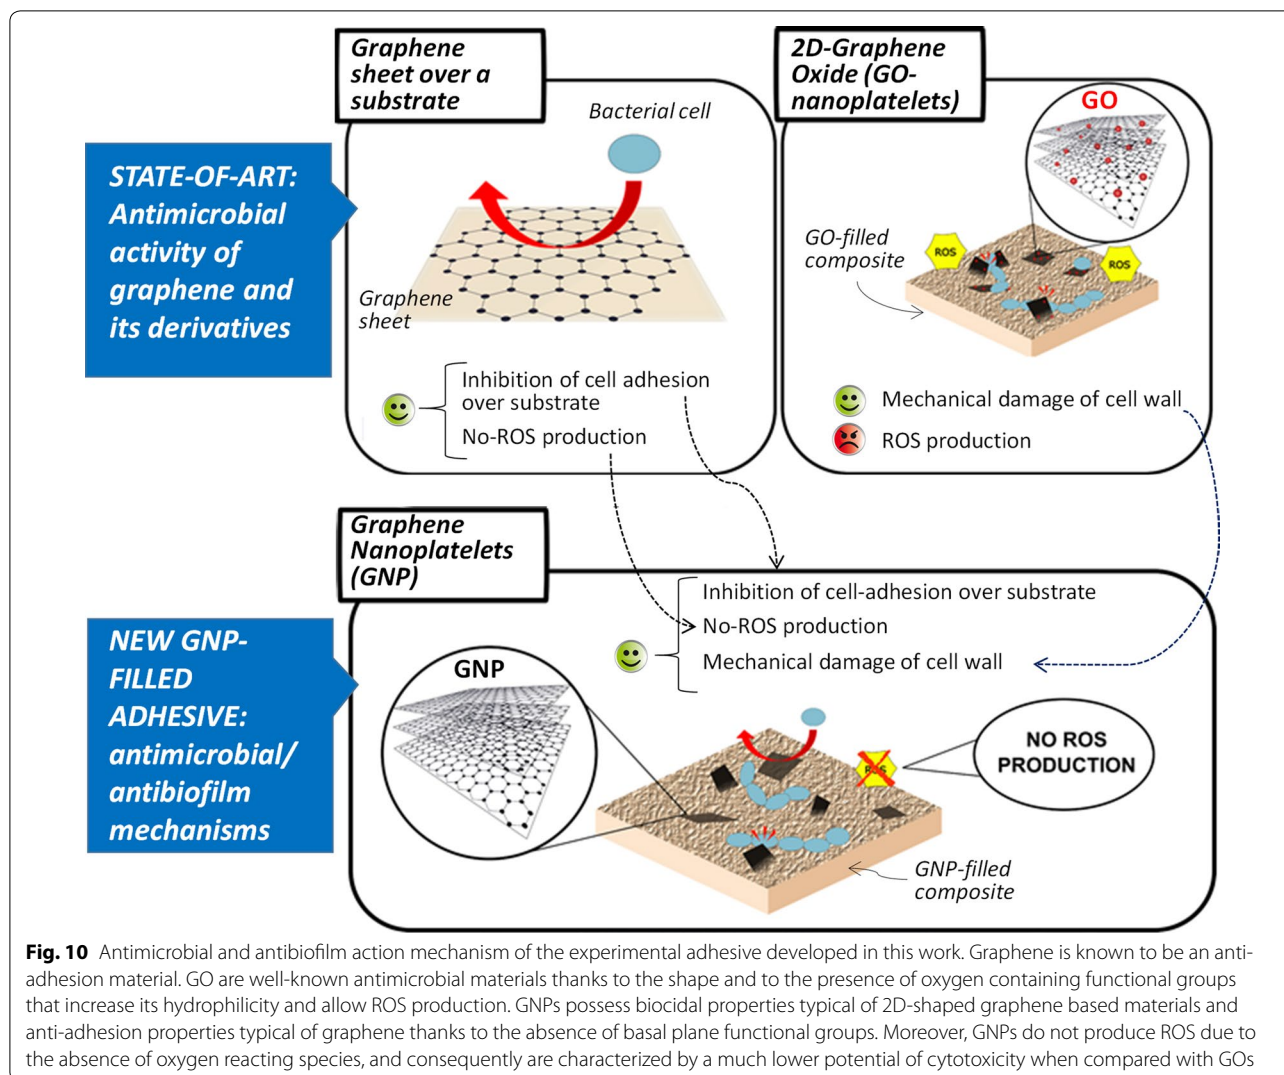 Graphene
sheet over a
substrate
2D-Graphene
Oxide (GO-
nanoplatelets)
STATE-OF-ART:
Antimicrobial
activity of
graphene and
its derivatives
Bacterial cell
Graphene
sheet
Inhibition of cell adhesion
over substrate
No-ROS production
GO
GO-filled
composite
ROS
ROS
Mechanical damage of cell wall
ROS production
Graphene
Nanoplatelets
(GNP)
NEW GNP-
FILLED
ADHESIVE:
antimicrobial/
antibiofilm
mechanisms
Inhibition of cell-adhesion over substrate
No-ROS production
Mechanical damage of cell wall
GNP
ROS
NO ROS
PRODUCTION
GNP-filled
composite
Fig. 10 Antimicrobial and antibiofilm action mechanism of the experimental adhesive developed in this work. Graphene is known to be an anti-
adhesion material. GO are well-known antimicrobial materials thanks to the shape and to the presence of oxygen containing functional groups
that increase its hydrophilicity and allow ROS production. GNPs possess biocidal properties typical of 2D-shaped graphene based materials and
anti-adhesion properties typical of graphene thanks to the absence of basal plane functional groups. Moreover, GNPs do not produce ROS due to
the absence of oxygen reacting species, and consequently are characterized by a much lower potential of cytotoxicity when compared with GOs